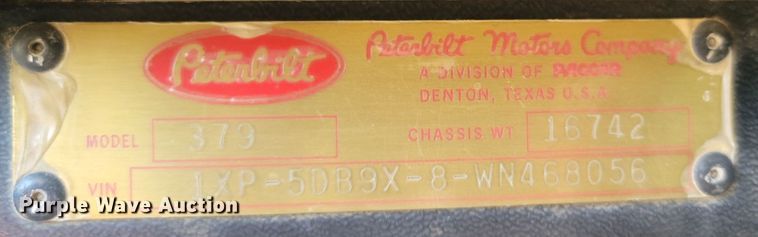 Peterbilt
Peterbilt Motors Company
A DIVISION OF PACCAR
DENTON, TEXAS U.S.A.
MODEL 379
CHASSIS WT 16742
VIN 1XP-5DB9X-8-WN468056
Purple Wave Auction